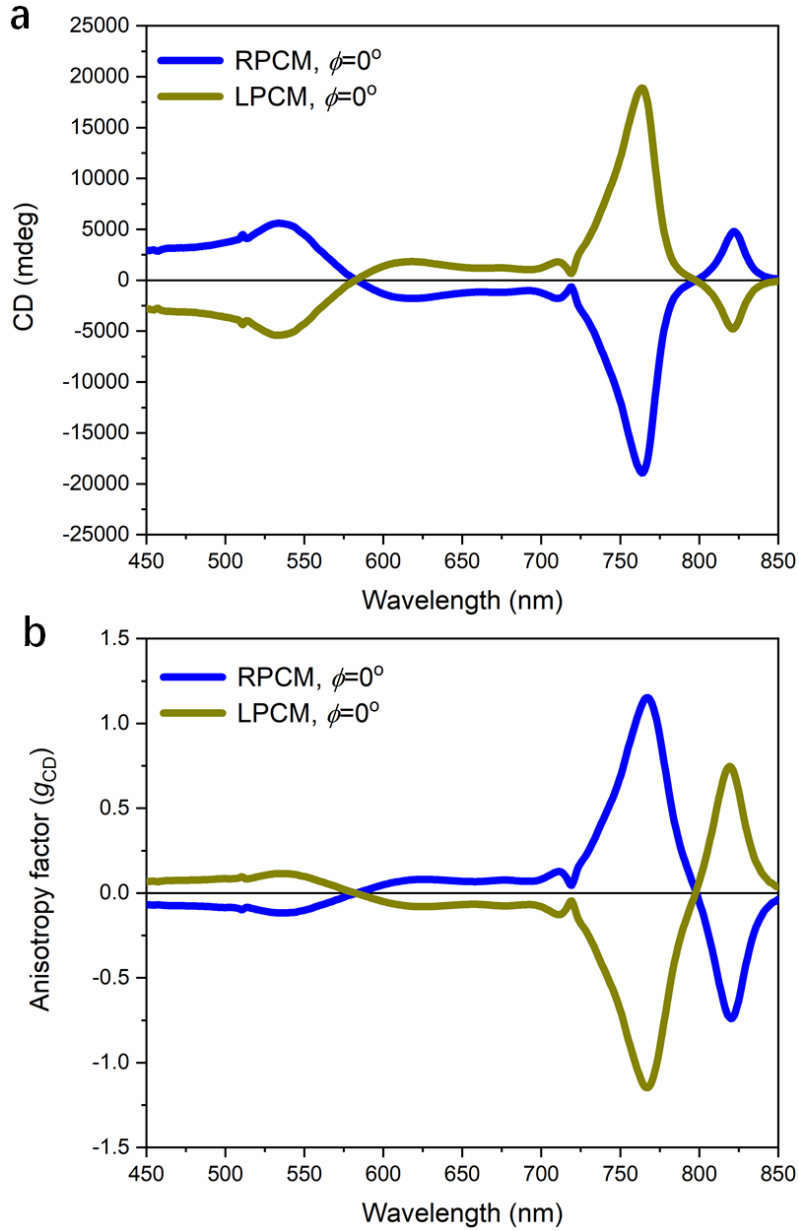 a
25000
20000
15000
10000
5000
0
-5000
-10000
-15000
-20000
-25000
CD (mdeg)
RPCM, ϕ=0°
LPCM, ϕ=0°
450 500 550 600 650 700 750 800 850
Wavelength (nm)
b
1.5
1.0
0.5
0.0
-0.5
-1.0
-1.5
Anisotropy factor (gCD)
RPCM, ϕ=0°
LPCM, ϕ=0°
450 500 550 600 650 700 750 800 850
Wavelength (nm)